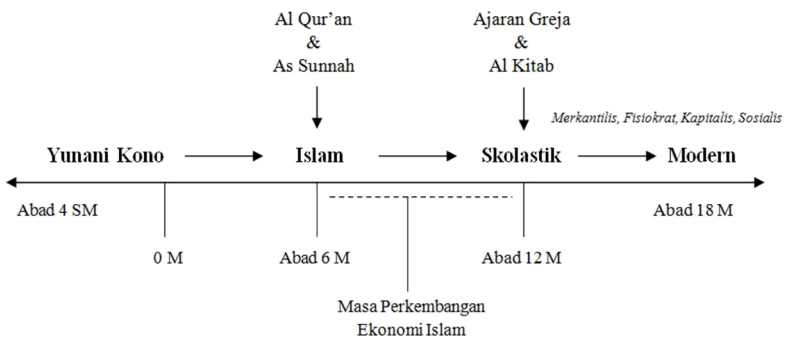 Al Qur’an
&
As Sunnah
Ajaran Greja
&
Al Kitab
Merkantilis, Fisiokrat, Kapitalis, Sosialis
Yunani Kono
Islam
Skolastik
Modern
Abad 4 SM
Abad 18 M
0 M
Abad 6 M
Abad 12 M
Masa Perkembangan
Ekonomi Islam